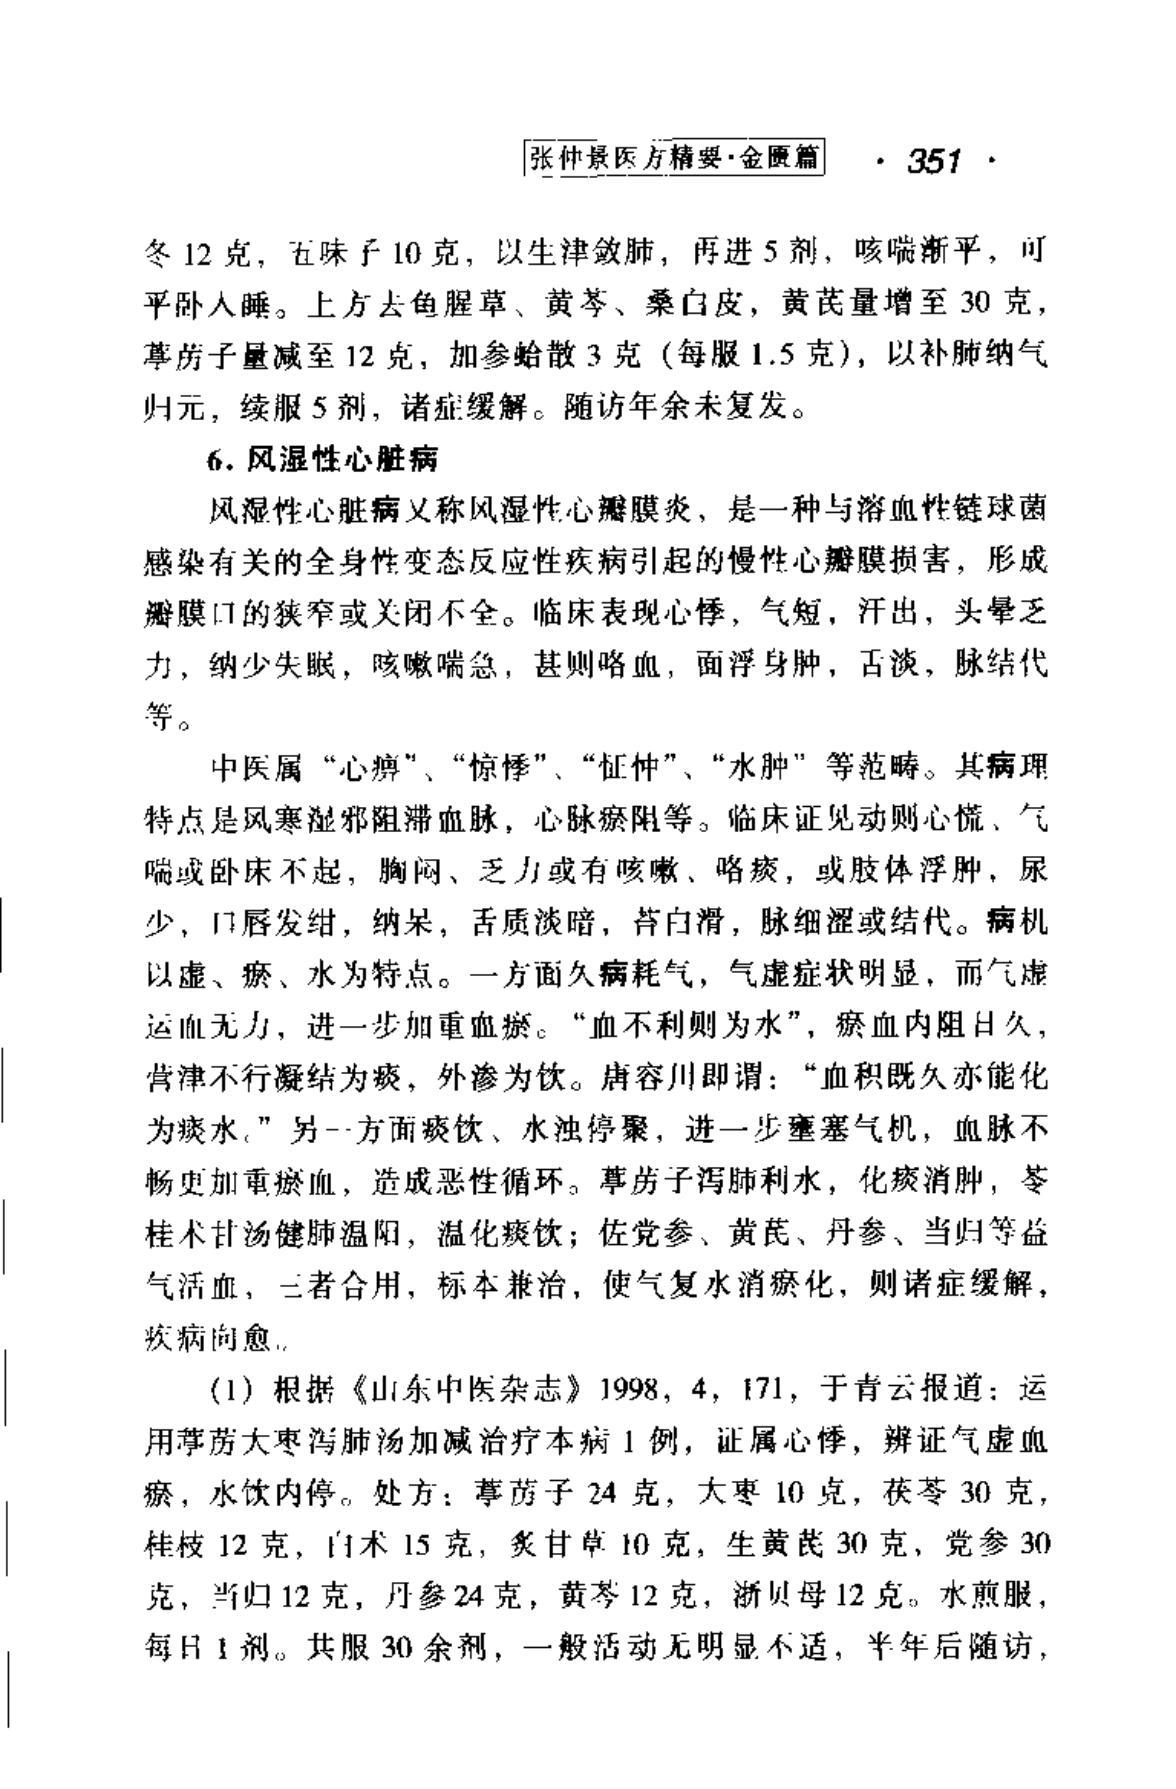 张仲景医方精要·金匮篇 · 351 ·
冬 12 克，五味子 10 克，以生津敛肺，再进 5 剂，咳喘渐平，可
平卧入睡。上方去鱼腥草、黄芩、桑白皮，黄芪量增至 30 克，
葶苈子量减至 12 克，加参蛤散 3 克（每服 1.5 克），以补肺纳气
归元，续服 5 剂，诸症缓解。随访年余未复发。
6. 风湿性心脏病
风湿性心脏病又称风湿性心瓣膜炎，是一种与溶血性链球菌
感染有关的全身性变态反应性疾病引起的慢性心瓣膜损害，形成
瓣膜口的狭窄或关闭不全。临床表现心悸，气短，汗出，头晕乏
力，纳少失眠，咳嗽喘急，甚则咯血，面浮身肿，舌淡，脉结代
等。
中医属“心痹”、“惊悸”、“怔忡”、“水肿”等范畴。其病理
特点是风寒湿邪阻滞血脉，心脉瘀阻等。临床证见动则心慌、气
喘或卧床不起，胸闷、乏力或有咳嗽、咯痰，或肢体浮肿，尿
少，口唇发绀，纳呆，舌质淡暗，苔白滑，脉细涩或结代。病机
以虚、瘀、水为特点。一方面久病耗气，气虚症状明显，而气虚
运血无力，进一步加重血瘀。“血不利则为水”，瘀血内阻日久，
营津不行凝结为痰，外渗为饮。唐容川即谓：“血积既久亦能化
为痰水。”另一方面痰饮、水浊停聚，进一步壅塞气机，血脉不
畅更加重瘀血，造成恶性循环。葶苈子泻肺利水，化痰消肿，苓
桂术甘汤健肺温阳，温化痰饮；佐党参、黄芪、丹参、当归等益
气活血，三者合用，标本兼治，使气复水消瘀化，则诸症缓解，
疾病向愈。
（1）根据《山东中医杂志》1998，4，171，于青云报道：运
用葶苈大枣泻肺汤加减治疗本病 1 例，证属心悸，辨证气虚血
瘀，水饮内停。处方：葶苈子 24 克，大枣 10 克，茯苓 30 克，
桂枝 12 克，白术 15 克，炙甘草 10 克，生黄芪 30 克，党参 30
克，当归 12 克，丹参 24 克，黄芩 12 克，浙贝母 12 克。水煎服，
每日 1 剂。共服 30 余剂，一般活动无明显不适，半年后随访，